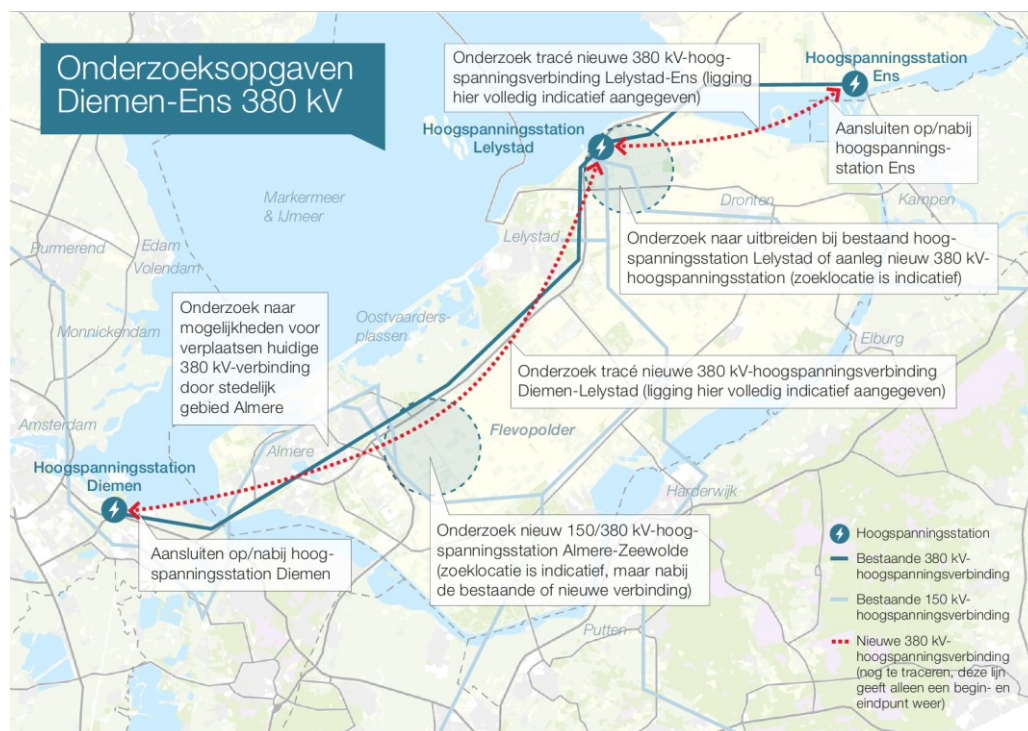 Onderzoeksopgaven
Diemen-Ens 380 kV
Onderzoek tracé nieuwe 380 kV-hoog-
spanningsverbinding Lelystad-Ens (ligging
hier volledig indicatief aangegeven)
Hoogspanningsstation
Ens
Hoogspanningsstation
Lelystad
Aansluiten op/nabij
hoogspannings-
station Ens
Markermeer
& IJmeer
Dronten
Kampen
Purmerend
Edam
Volendam
Lelystad
Onderzoek naar uitbreiden bij bestaand hoog-
spanningsstation Lelystad of aanleg nieuw 380 kV-
hoogspanningsstation (zoeklocatie is indicatief)
Onderzoek naar
mogelijkheden voor
verplaatsen huidige
380 kV-verbinding
door stedelijk
gebied Almere
Oostvaarders-
plassen
Monnickendam
Elburg
Onderzoek tracé nieuwe 380 kV-hoogspanningsverbinding
Diemen-Lelystad (ligging hier volledig indicatief aangegeven)
Amsterdam
Almere
Flevopolder
Hoogspanningsstation
Diemen
Harderwijk
Aansluiten op/nabij hoog-
spanningsstation Diemen
Onderzoek nieuw 150/380 kV-hoog-
spanningsstation Almere-Zeewolde
(zoeklocatie is indicatief, maar nabij
de bestaande of nieuwe verbinding)
Putten
Hoogspanningsstation
Bestaande 380 kV-
hoogspanningsverbinding
Bestaande 150 kV-
hoogspanningsverbinding
Nieuwe 380 kV-
hoogspanningsverbinding
(nog te traceren, deze lijn
geeft alleen een begin- en
eindpunt weer)